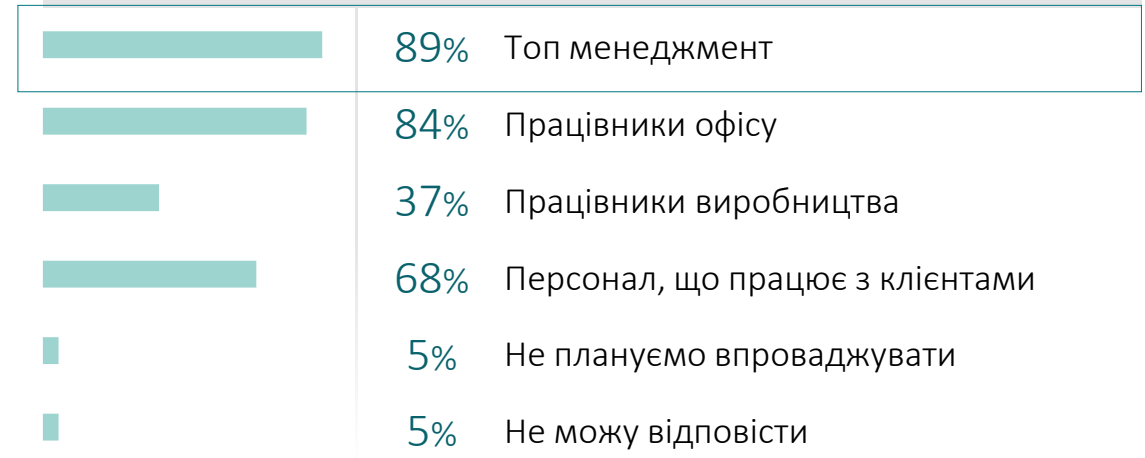 89% Топ менеджмент
84% Працівники офісу
37% Працівники виробництва
68% Персонал, що працює з клієнтами
5% Не плануємо впроваджувати
5% Не можу відповісти